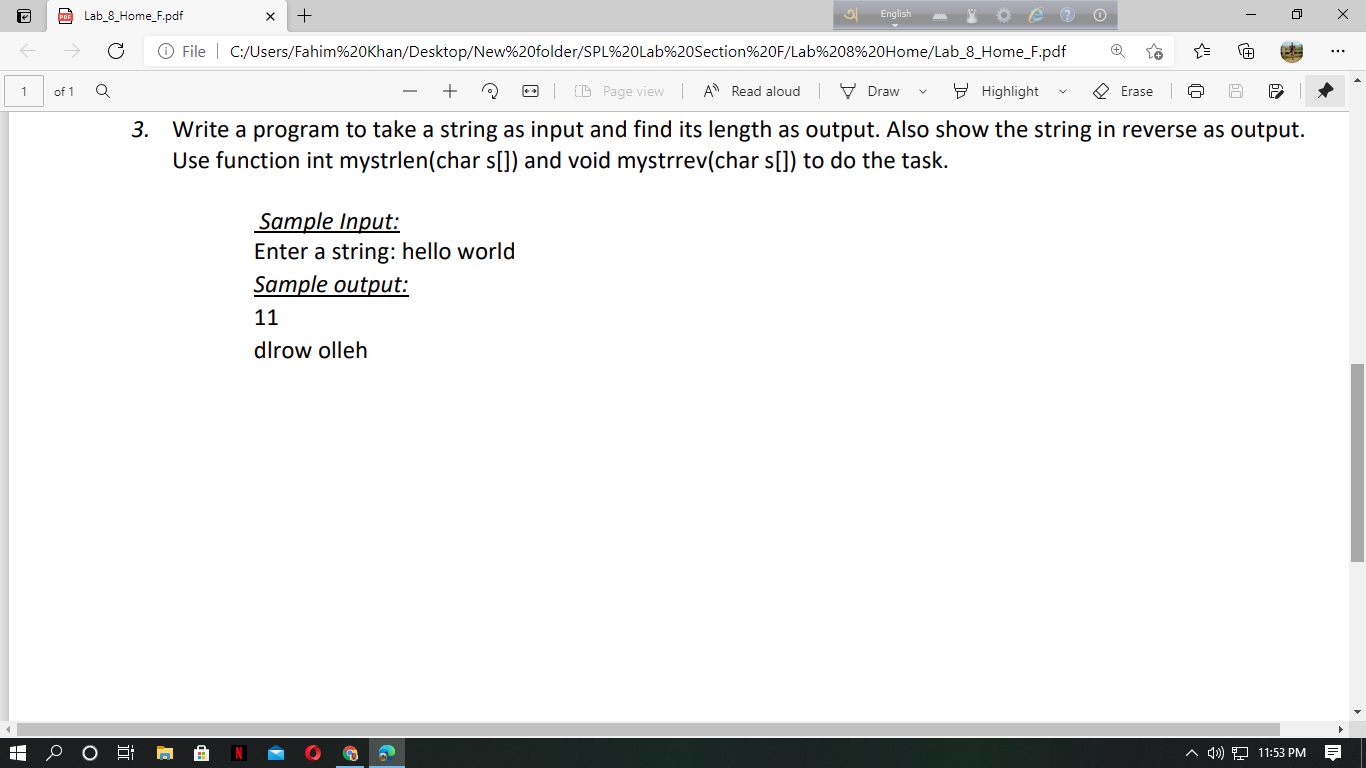 Lab_8_Home_F.pdf
English
File
C:/Users/Fahim%20Khan/Desktop/New%20folder/SPL%20Lab%20Section%20F/Lab%208%20Home/Lab_8_Home_F.pdf
1 of 1
Page view
Read aloud
Draw
Highlight
Erase
3. Write a program to take a string as input and find its length as output. Also show the string in reverse as output.
Use function int mystrlen(char s[]) and void mystrrev(char s[]) to do the task.
Sample Input:
Enter a string: hello world
Sample output:
11
dlrow olleh
11:53 PM